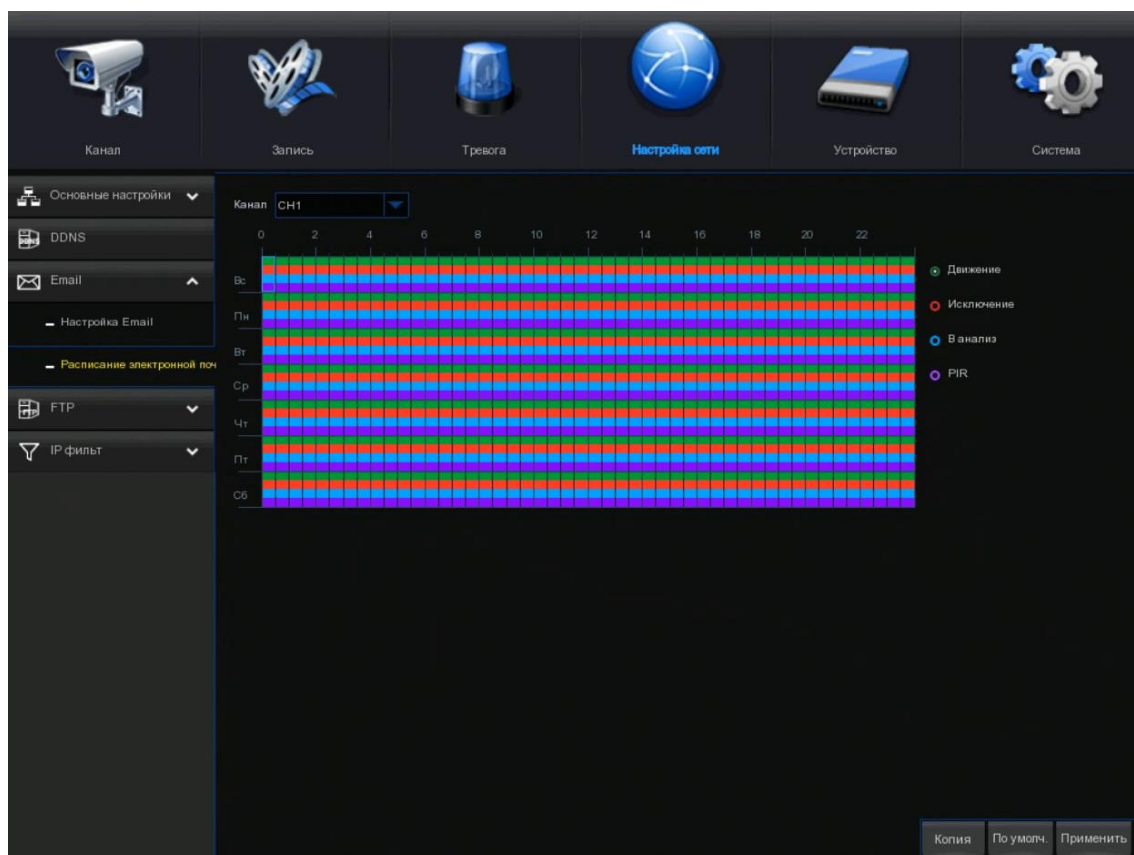 Канал
Запись
Тревога
Настройка сети
Устройство
Система
Основные настройки
DDNS
Email
Настройка Email
Расписание электронной поч
FTP
IP фильт
Канал CH1
0 2 4 6 8 10 12 14 16 18 20 22
Вс
Пн
Вт
Ср
Чт
Пт
Сб
Движение
Исключение
В анализ
PIR
Копия
По умолч.
Применить